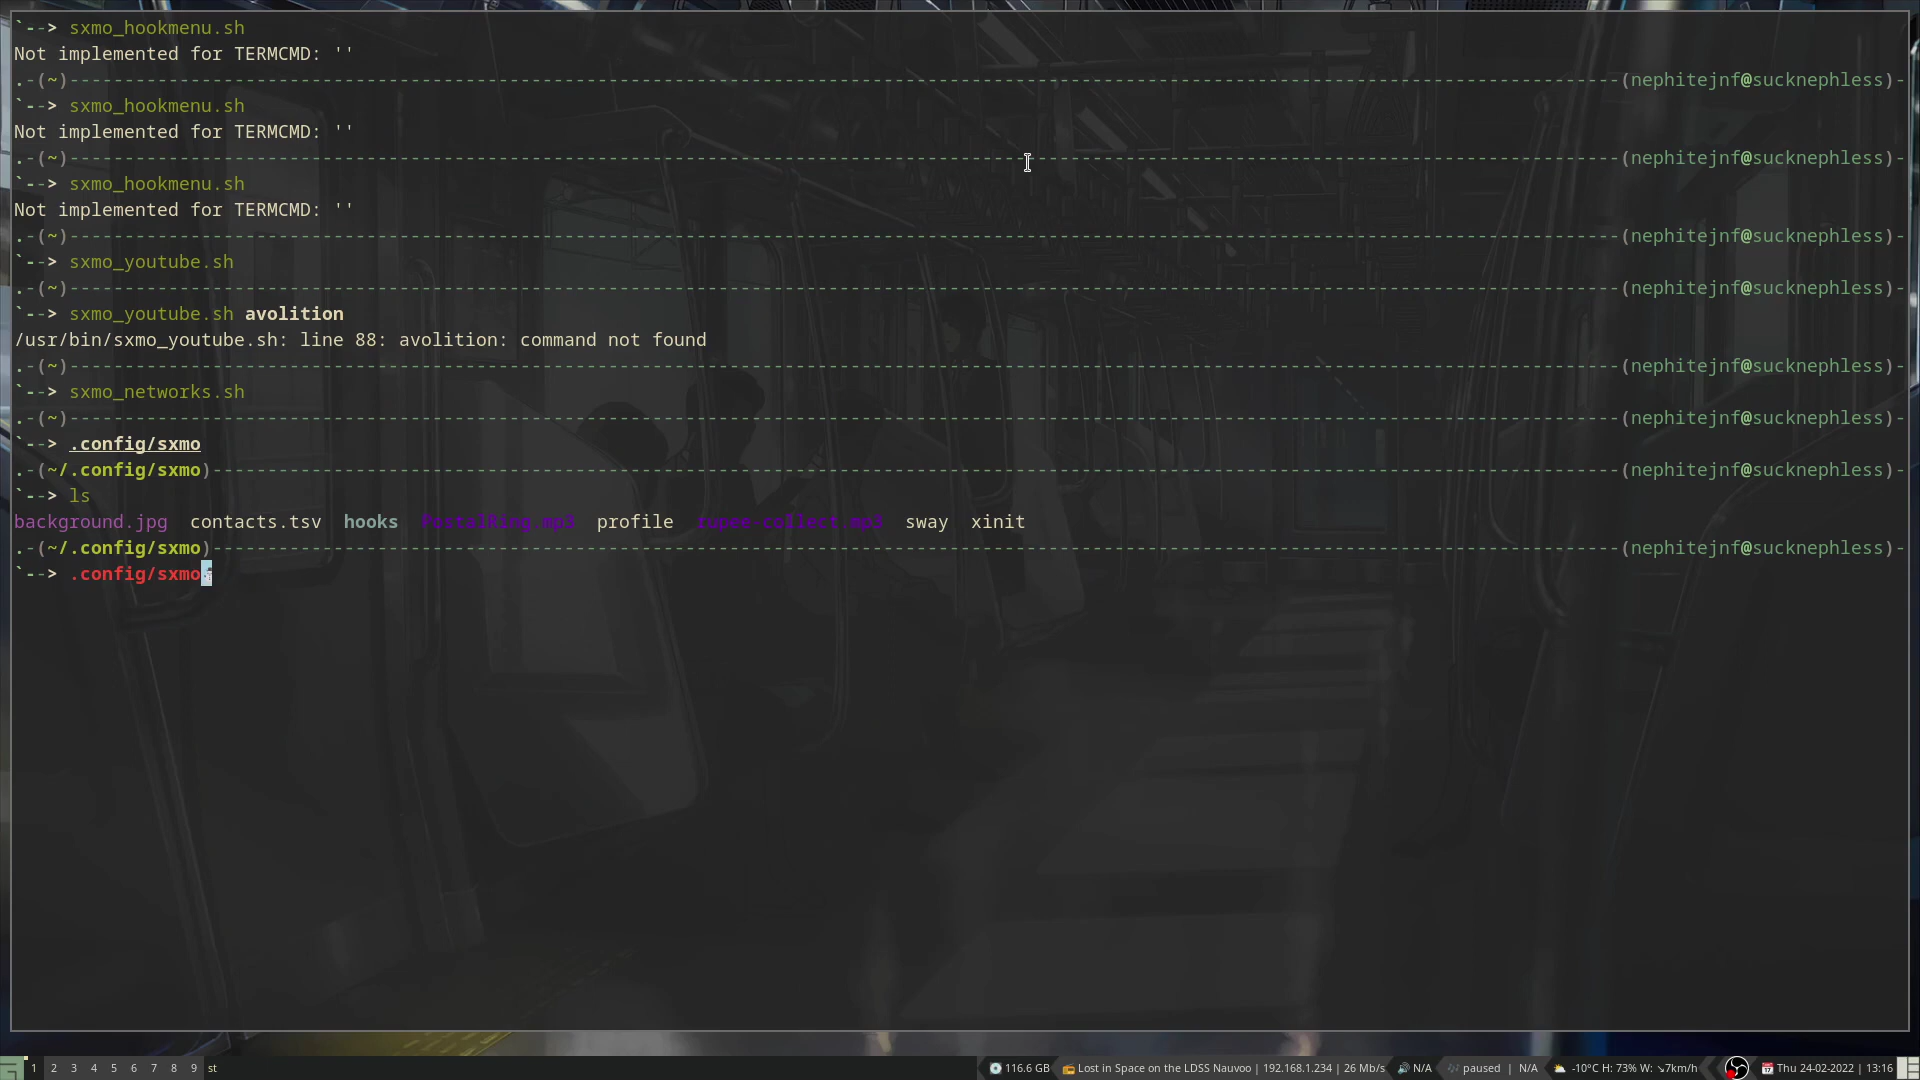 `--> sxmo_hookmenu.sh
Not implemented for TERMCMD: ''
.-(~)--------------------(nephitejnf@sucknephless)-
`--> sxmo_hookmenu.sh
Not implemented for TERMCMD: ''
.-(~)--------------------(nephitejnf@sucknephless)-
`--> sxmo_hookmenu.sh
Not implemented for TERMCMD: ''
.-(~)--------------------(nephitejnf@sucknephless)-
`--> sxmo_youtube.sh
.-(~)--------------------(nephitejnf@sucknephless)-
`--> sxmo_youtube.sh avolition
/usr/bin/sxmo_youtube.sh: line 88: avolition: command not found
.-(~)--------------------(nephitejnf@sucknephless)-
`--> sxmo_networks.sh
.-(~)--------------------(nephitejnf@sucknephless)-
`--> .config/sxmo
.-(~/.config/sxmo)--------------------(nephitejnf@sucknephless)-
`--> ls
background.jpg contacts.tsv hooks PostalRing.mp3 profile rupee-collect.mp3 sway xinit
.-(~/.config/sxmo)--------------------(nephitejnf@sucknephless)-
`--> .config/sxmo
1 2 3 4 5 6 7 8 9 st 116.6 GB Lost in Space on the LDSS Nauvoo | 192.168.1.234 | 26 Mb/s N/A paused | N/A -10°C H: 73% W: ↘7km/h Thu 24-02-2022 | 13:16